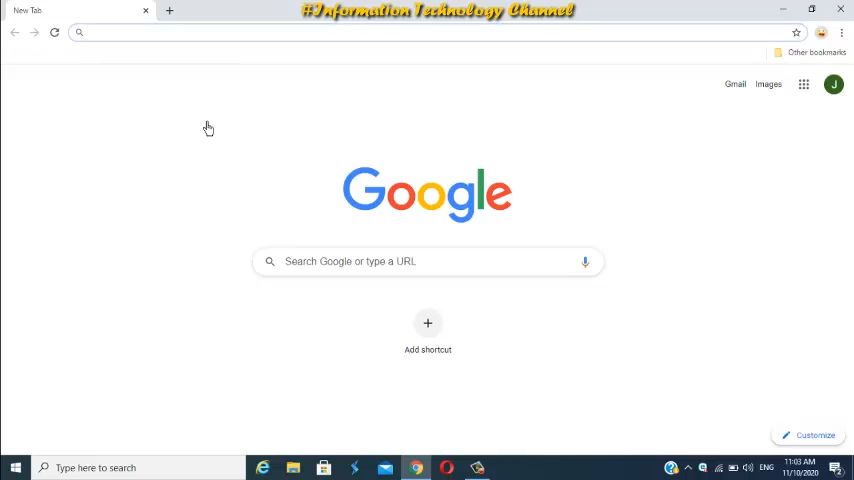 New Tab
#Information Technology Channel
Other bookmarks
Gmail
Images
J
Google
Search Google or type a URL
Add shortcut
Customize
Type here to search
ENG
11:03 AM
11/10/2020
2